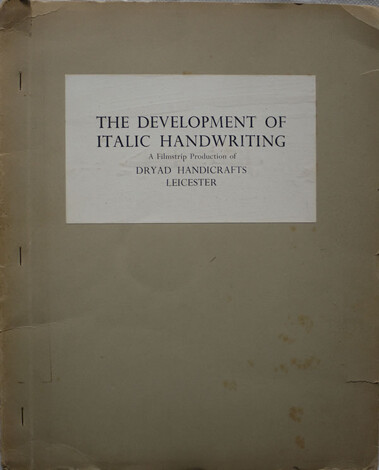 THE DEVELOPMENT OF
ITALIC HANDWRITING
A Filmstrip Production of
DRYAD HANDICRAFTS
LEICESTER